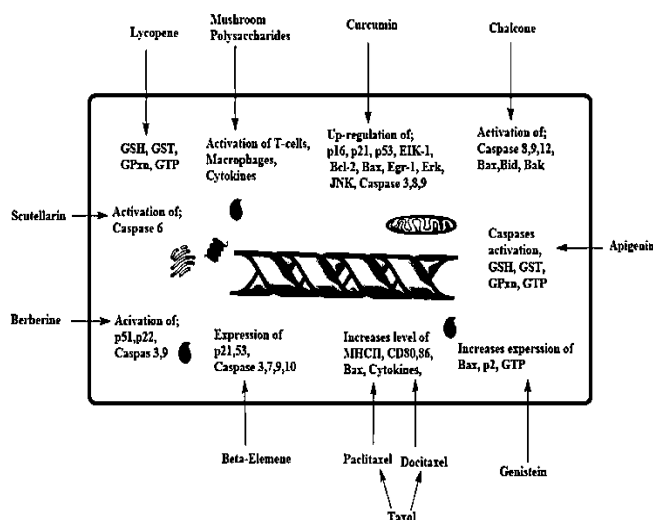 Lycopene
Mushroom
Polysaccharides
Curcumin
Chalcone
GSH, GST,
GPxn, GTP
Activation of T-cells,
Macrophages,
Cytokines
Up-regulation of;
p16, p21, p53, EIK-1,
Bcl-2, Bax, Egr-1, Erk,
JNK, Caspase 3,8,9
Activation of;
Caspase 8,9,12,
Bax,Bid, Bak
Scutellarin
Activation of;
Caspase 6
Caspases
activation,
GSH, GST,
GPxn, GTP
Apigenin
Berberine
Acivation of;
p51,p22,
Caspas 3,9
Expression of
p21,53,
Caspase 3,7,9,10
Increases level of
MHCII, CD80,86,
Bax, Cytokines,
Increases experssion of
Bax, p2, GTP
Beta-Elemene
Paclitaxel
Docitaxel
Genistein
Taxol